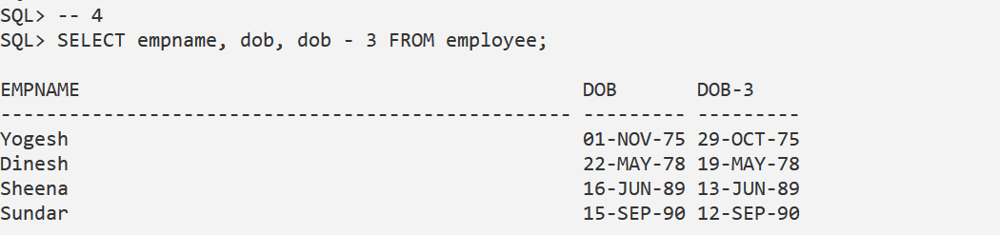 SQL> -- 4
SQL> SELECT empname, dob, dob - 3 FROM employee;
EMPNAME                                            DOB       DOB-3
-------------------------------------------------- --------- ---------
Yogesh                                             01-NOV-75 29-OCT-75
Dinesh                                             22-MAY-78 19-MAY-78
Sheena                                             16-JUN-89 13-JUN-89
Sundar                                             15-SEP-90 12-SEP-90